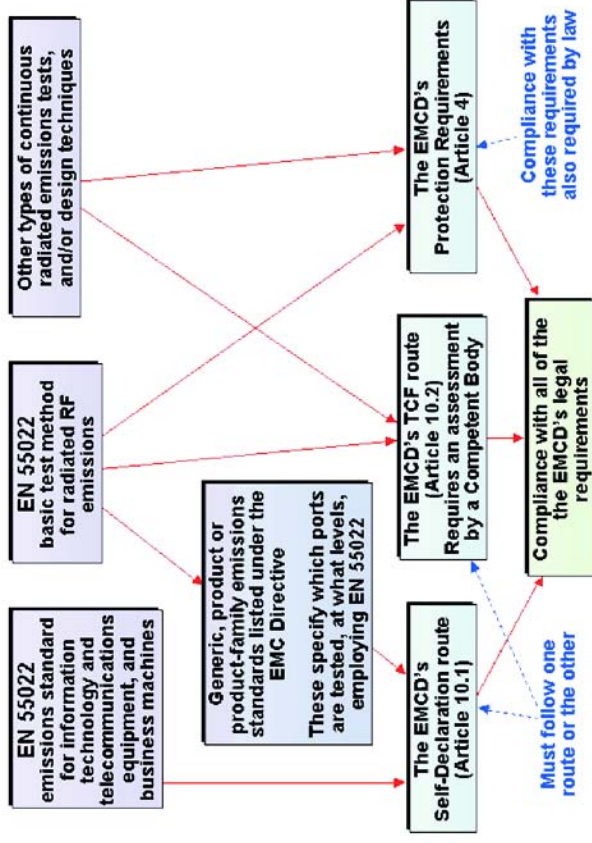 EN 55022
emissions standard
for information
technology and
telecommunications
equipment, and
business machines
EN 55022
basic test method
for radiated RF
emissions
Other types of continuous
radiated emissions tests,
and/or design techniques
Generic, product or
product-family emissions
standards listed under the
EMC Directive
These specify which ports
are tested, at what levels,
employing EN 55022
The EMCD's
Self-Declaration route
(Article 10.1)
The EMCD's TCF route
(Article 10.2)
Requires an assessment
by a Competent Body
The EMCD's
Protection Requirements
(Article 4)
Must follow one
route or the other
Compliance with all of the
the EMCD's legal
requirements
Compliance with
these requirements
also required by law